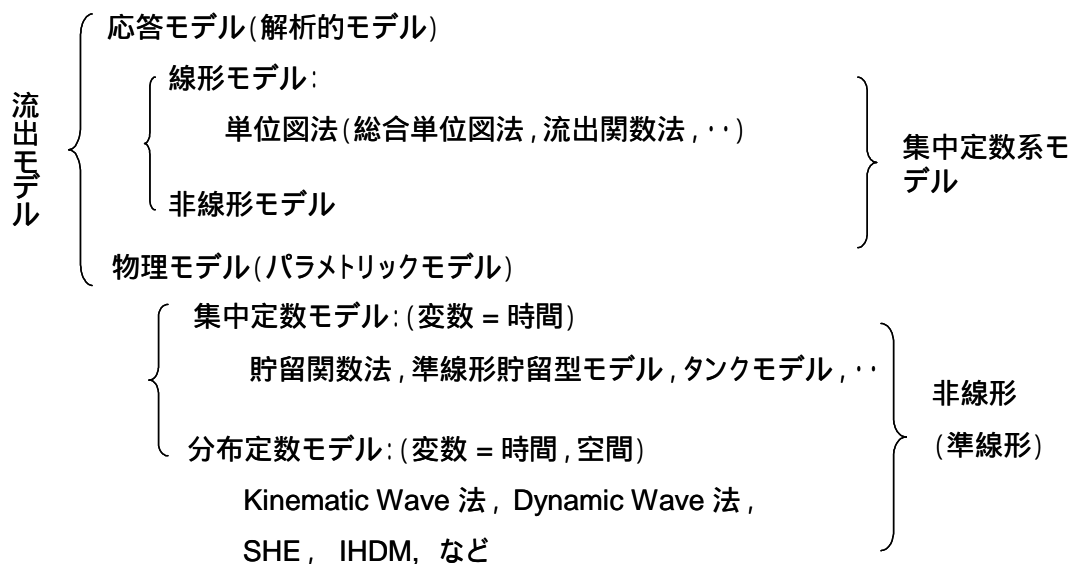 流出モデル
応答モデル(解析的モデル)
線形モデル:
単位図法(総合単位図法,流出関数法,‥)
非線形モデル
集中定数系モ
デル
物理モデル(パラメトリックモデル)
集中定数モデル:(変数 = 時間)
貯留関数法,準線形貯留型モデル,タンクモデル,‥
分布定数モデル:(変数 = 時間,空間)
Kinematic Wave 法, Dynamic Wave 法,
SHE, IHDM, など
非線形
(準線形)